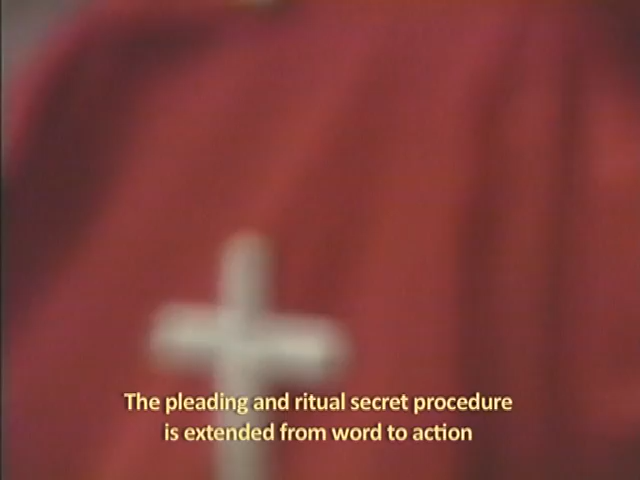 The pleading and ritual secret procedure
is extended from word to action